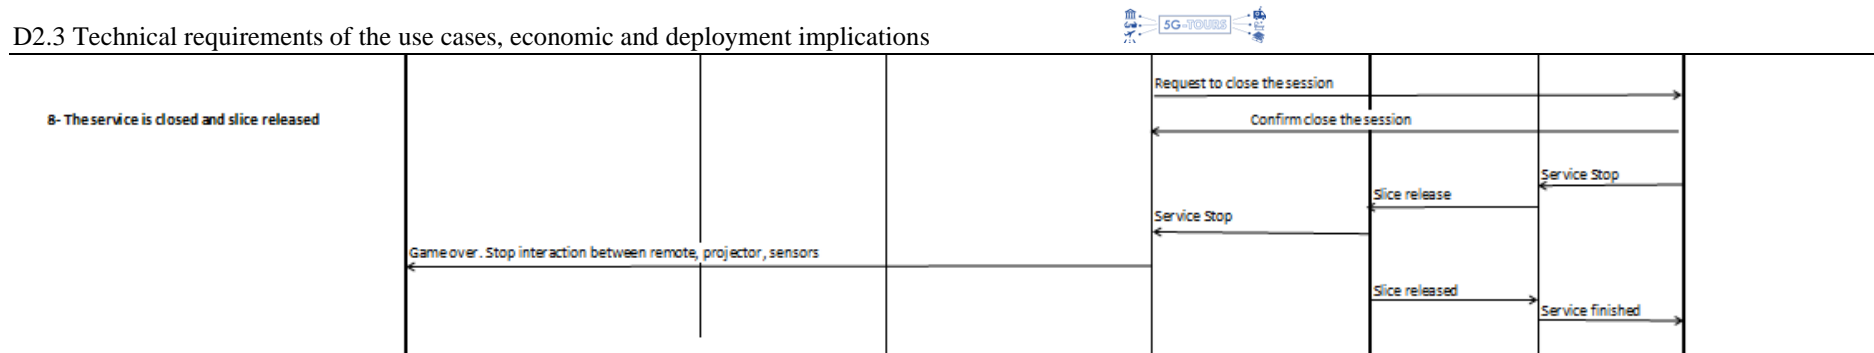 D2.3 Technical requirements of the use cases, economic and deployment implications
5G-TOURS
Request to close the session
8- The service is closed and slice released
Confirm close the session
Service Stop
Slice release
Service Stop
Game over. Stop interaction between remote, projector, sensors
Slice released
Service finished